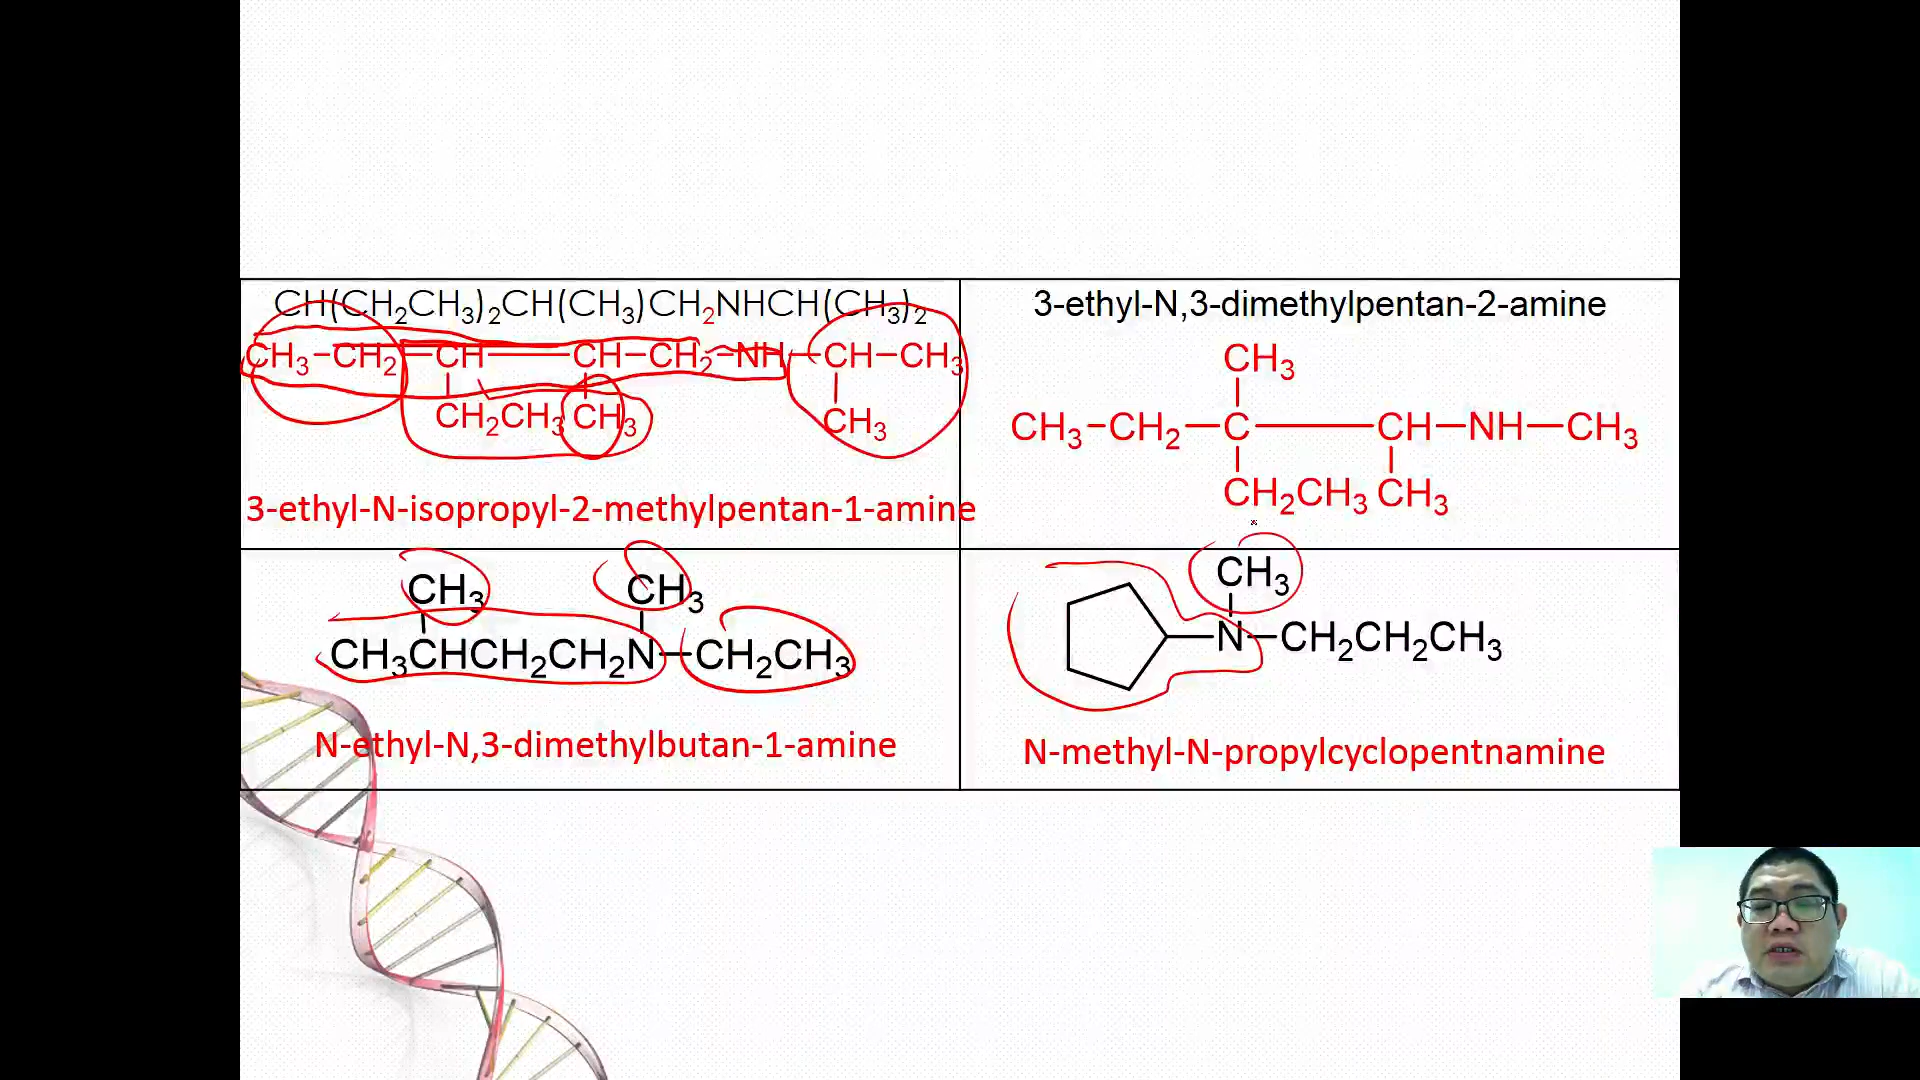 CH(CH₂CH₃)₂CH(CH₃)CH₂NHCH(CH₃)₂
CH₃–CH₂–CH–CH–CH₂–NH–CH–CH₃
CH₂CH₃ CH₃ CH₃
3-ethyl-N-isopropyl-2-methylpentan-1-amine
3-ethyl-N,3-dimethylpentan-2-amine
CH₃
CH₃–CH₂–C–CH–NH–CH₃
CH₂CH₃ CH₃
CH₃ CH₃
CH₃CHCH₂CH₂N–CH₂CH₃
N-ethyl-N,3-dimethylbutan-1-amine
CH₃
N–CH₂CH₂CH₃
N-methyl-N-propylcyclopentnamine